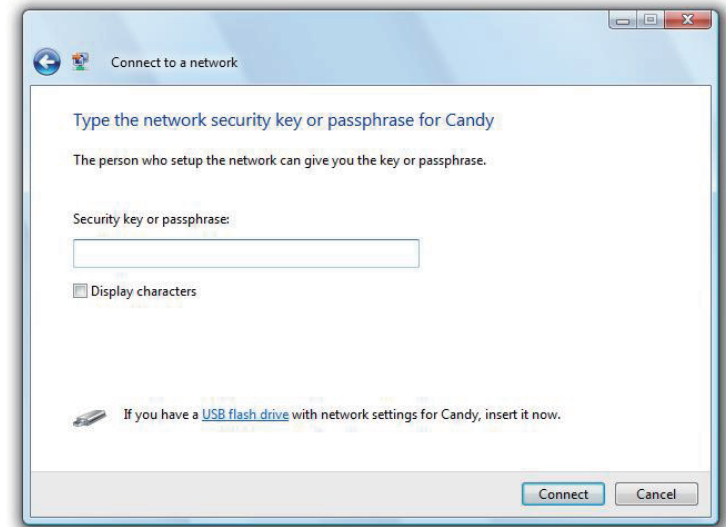 Connect to a network
Type the network security key or passphrase for Candy
The person who setup the network can give you the key or passphrase.
Security key or passphrase:
Display characters
If you have a USB flash drive with network settings for Candy, insert it now.
Connect Cancel